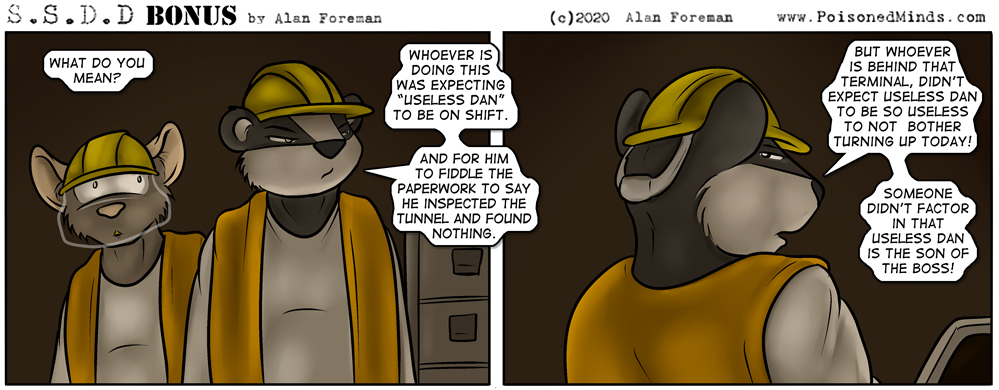 S.S.D.D BONUS by Alan Foreman (c)2020 Alan Foreman www.PoisonedMinds.com
WHAT DO YOU
MEAN?
WHOEVER IS
DOING THIS
WAS EXPECTING
"USELESS DAN"
TO BE ON SHIFT.
AND FOR HIM
TO FIDDLE THE
PAPERWORK TO SAY
HE INSPECTED THE
TUNNEL AND FOUND
NOTHING.
BUT WHOEVER
IS BEHIND THAT
TERMINAL, DIDN'T
EXPECT USELESS DAN
TO BE SO USELESS
TO NOT BOTHER
TURNING UP TODAY!
SOMEONE
DIDN'T FACTOR
IN THAT
USELESS DAN
IS THE SON OF
THE BOSS!